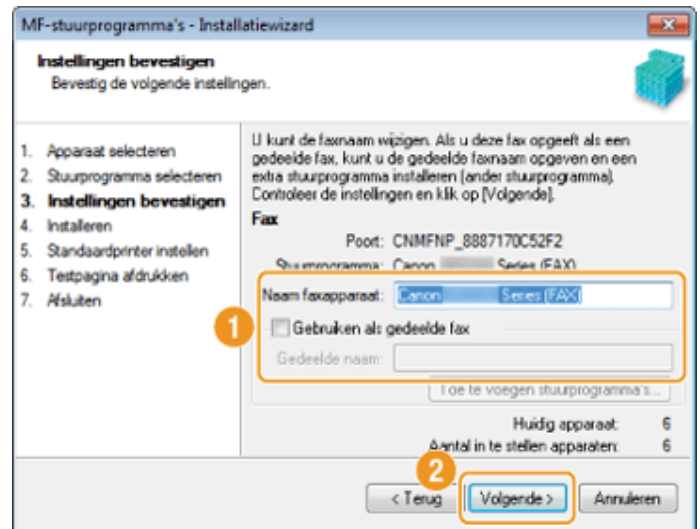 MF-stuurprogramma's - Installatiewizard
Instellingen bevestigen
Bevestig de volgende instellingen.
1. Apparaat selecteren
2. Stuurprogramma selecteren
3. Instellingen bevestigen
4. Installeren
5. Standaardprinter instellen
6. Testpagina afdrukken
7. Afsluiten
U kunt de faxnaam wijzigen. Als u deze fax opgeeft als een
gedeelde fax, kunt u de gedeelde faxnaam opgeven en een
extra stuurprogramma installeren (ander stuurprogramma).
Controleer de instellingen en klik op [Volgende].
Fax
Poort: CNMFNP_8887170C52F2
Stuurprogramma: Canon Series (FAX)
Naam faxapparaat: Canon Series (FAX)
1
Gebruiken als gedeelde fax
Gedeelde naam:
Toe te voegen stuurprogramma's...
Huidig apparaat: 6
Aantal in te stellen apparaten: 6
2
< Terug Volgende > Annuleren